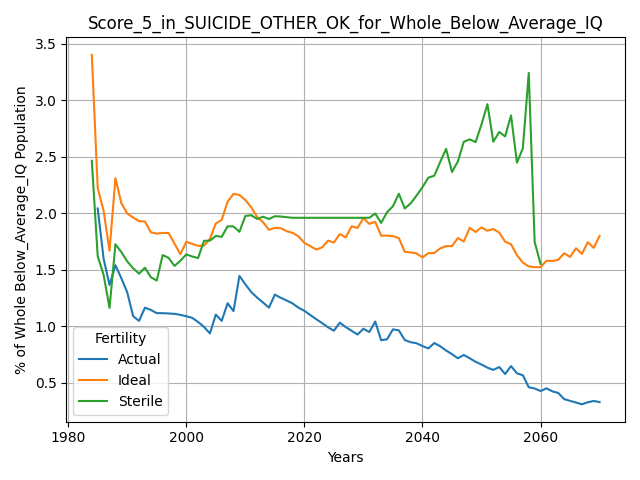 Score_5_in_SUICIDE_OTHER_OK_for_Whole_Below_Average_IQ
% of Whole Below_Average_IQ Population
3.5
3.0
2.5
2.0
1.5
1.0
0.5
Fertility
Actual
Ideal
Sterile
1980 2000 2020 2040 2060
Years